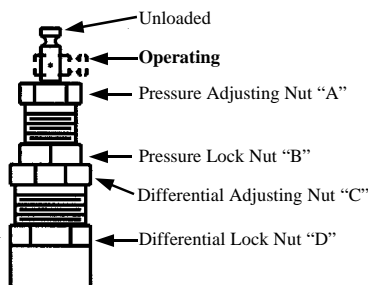 Unloaded
Operating
Pressure Adjusting Nut “A”
Pressure Lock Nut “B”
Differential Adjusting Nut “C”
Differential Lock Nut “D”